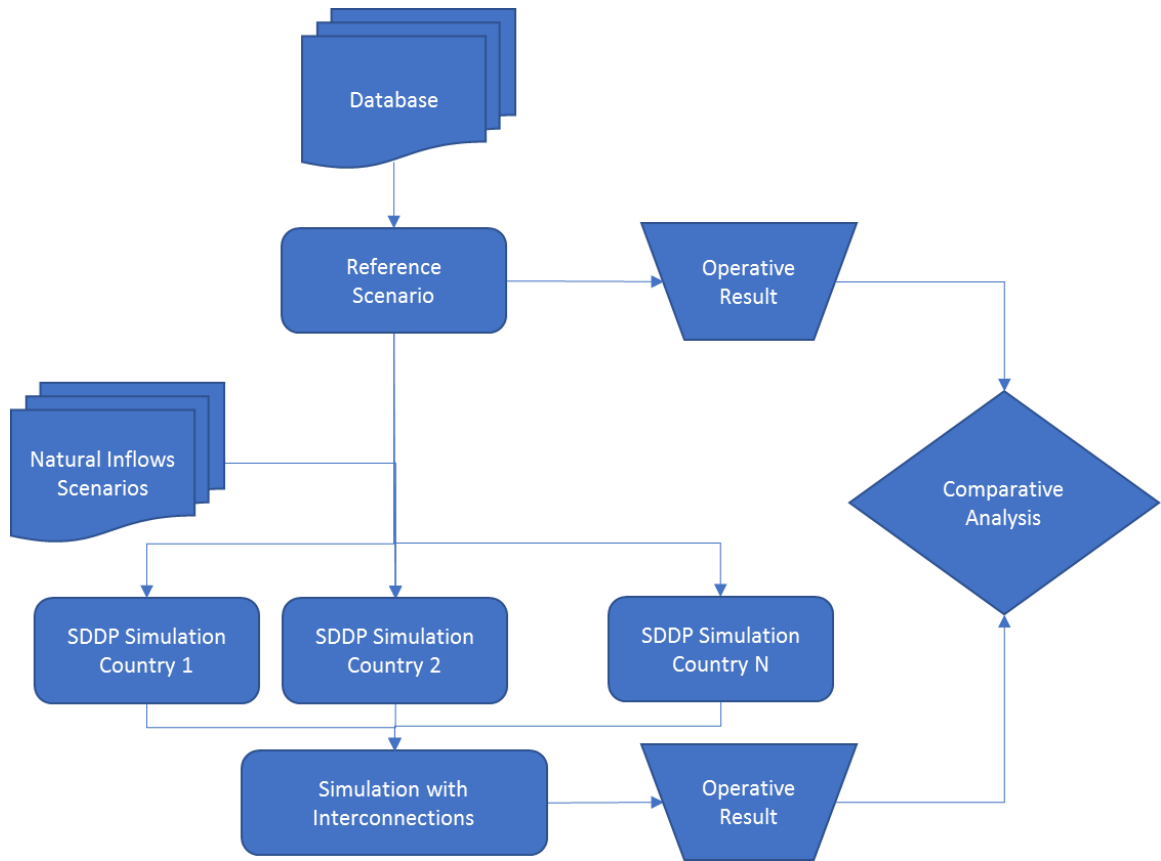 Database
Reference
Scenario
Operative
Result
Natural Inflows
Scenarios
Comparative
Analysis
SDDP Simulation
Country 1
SDDP Simulation
Country 2
SDDP Simulation
Country N
Simulation with
Interconnections
Operative
Result